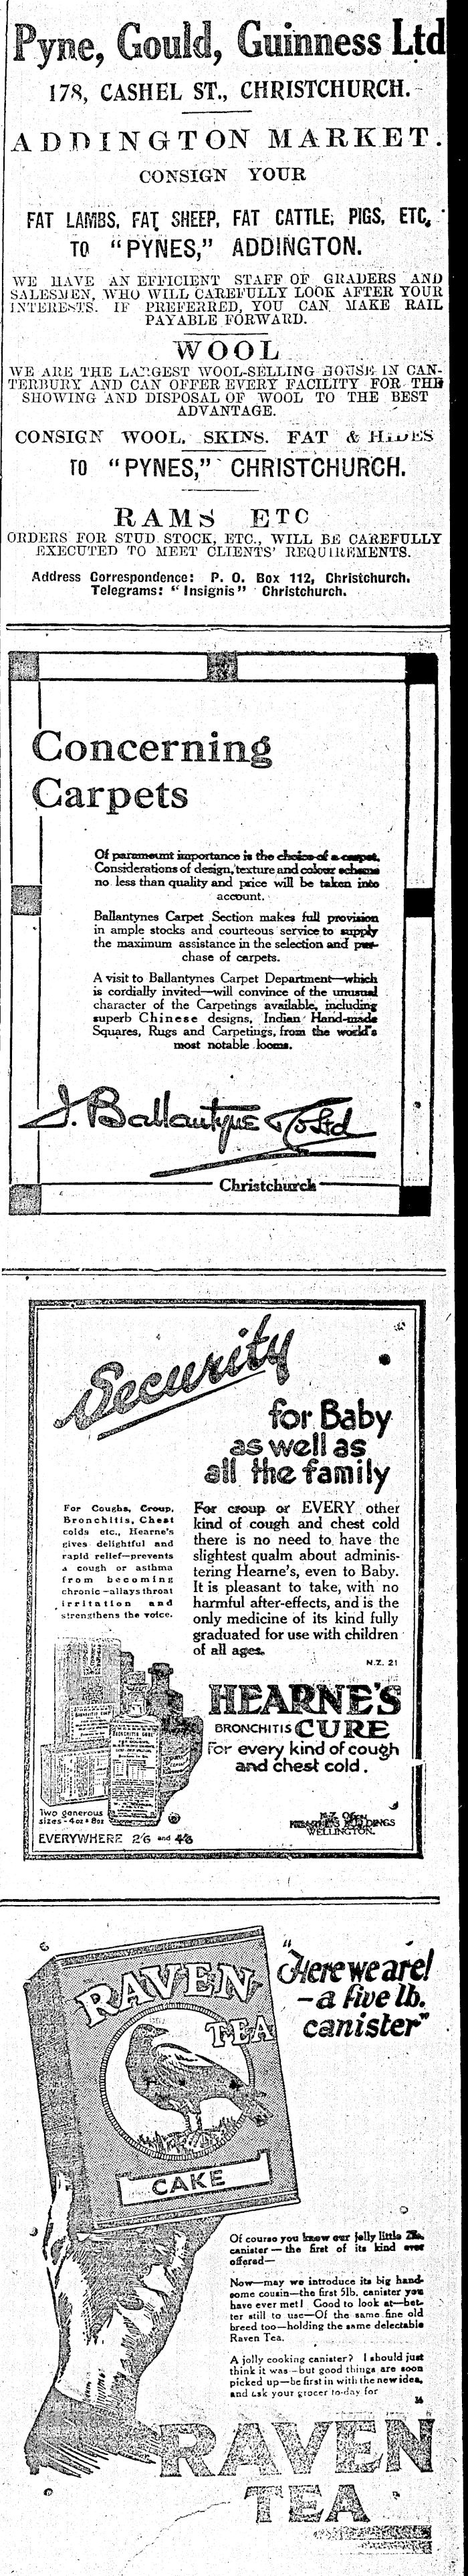 Pyne, Gould, Guinness Ltd
178, CASHEL ST., CHRISTCHURCH.
ADDINGTON MARKET.
CONSIGN YOUR
FAT LAMBS, FAT SHEEP, FAT CATTLE, PIGS, ETC.
TO "PYNES," ADDINGTON.
WE HAVE AN EFFICIENT STAFF OF GRADERS AND
SALESMEN, WHO WILL CAREFULLY LOOK AFTER YOUR
INTERESTS. IF PREFERRED, YOU CAN MAKE RAIL
PAYABLE FORWARD.
WOOL
WE ARE THE LARGEST WOOL-SELLING HOUSE IN CAN-
TERBURY AND CAN OFFER EVERY FACILITY FOR THE
SHOWING AND DISPOSAL OF WOOL TO THE BEST
ADVANTAGE.
CONSIGN WOOL, SKINS, FAT & HIDES
TO "PYNES," CHRISTCHURCH.
RAMS ETC
ORDERS FOR STUD STOCK, ETC., WILL BE CAREFULLY
EXECUTED TO MEET CLIENTS' REQUIREMENTS.
Address Correspondence: P. O. Box 112, Christchurch.
Telegrams: "Insignis" Christchurch.
Concerning
Carpets
Of paramount importance is the choice of a carpet.
Considerations of design, texture and colour scheme
no less than quality and price will be taken into
account.
Ballantynes Carpet Section makes full provision
in ample stocks and courteous service to supply
the maximum assistance in the selection and pur-
chase of carpets.
A visit to Ballantynes Carpet Department—which
is cordially invited—will convince of the unusual
character of the Carpetings available, including
superb Chinese designs, Indian Hand-made
Squares, Rugs and Carpetings, from the world's
most notable looms.
J. Ballantyne & Co Ltd
Christchurch
Security
for Baby
as well as
all the family
For Coughs, Croup,
Bronchitis, Chest
colds etc., Hearne's
gives delightful and
rapid relief—prevents
a cough or asthma
from becoming
chronic—allays throat
irritation and
strengthens the voice.
For croup or EVERY other
kind of cough and chest cold
there is no need to have the
slightest qualm about adminis-
tering Hearne's, even to Baby.
It is pleasant to take, with no
harmful after-effects, and is the
only medicine of its kind fully
graduated for use with children
of all ages.
N.Z. 21
HEARNE'S
BRONCHITIS CURE
for every kind of cough
and chest cold.
Two generous
sizes - 4oz & 8oz
EVERYWHERE 2/6 and 4/6
N.Z. Office
HEARNE'S BUILDINGS
WELLINGTON.
RAVEN
TEA
CAKE
"Here we are!
—a five lb.
canister"
Of course you know our jolly little 2lb.
canister—the first of its kind ever
offered—
Now—may we introduce its big hand-
some cousin—the first 5lb. canister you
have ever met! Good to look at—bet-
ter still to use—Of the same fine old
breed too—holding the same delectable
Raven Tea.
A jolly cooking canister? I should just
think it was—but good things are soon
picked up—be first in with the new idea,
and ask your grocer to-day for
RAVEN
TEA